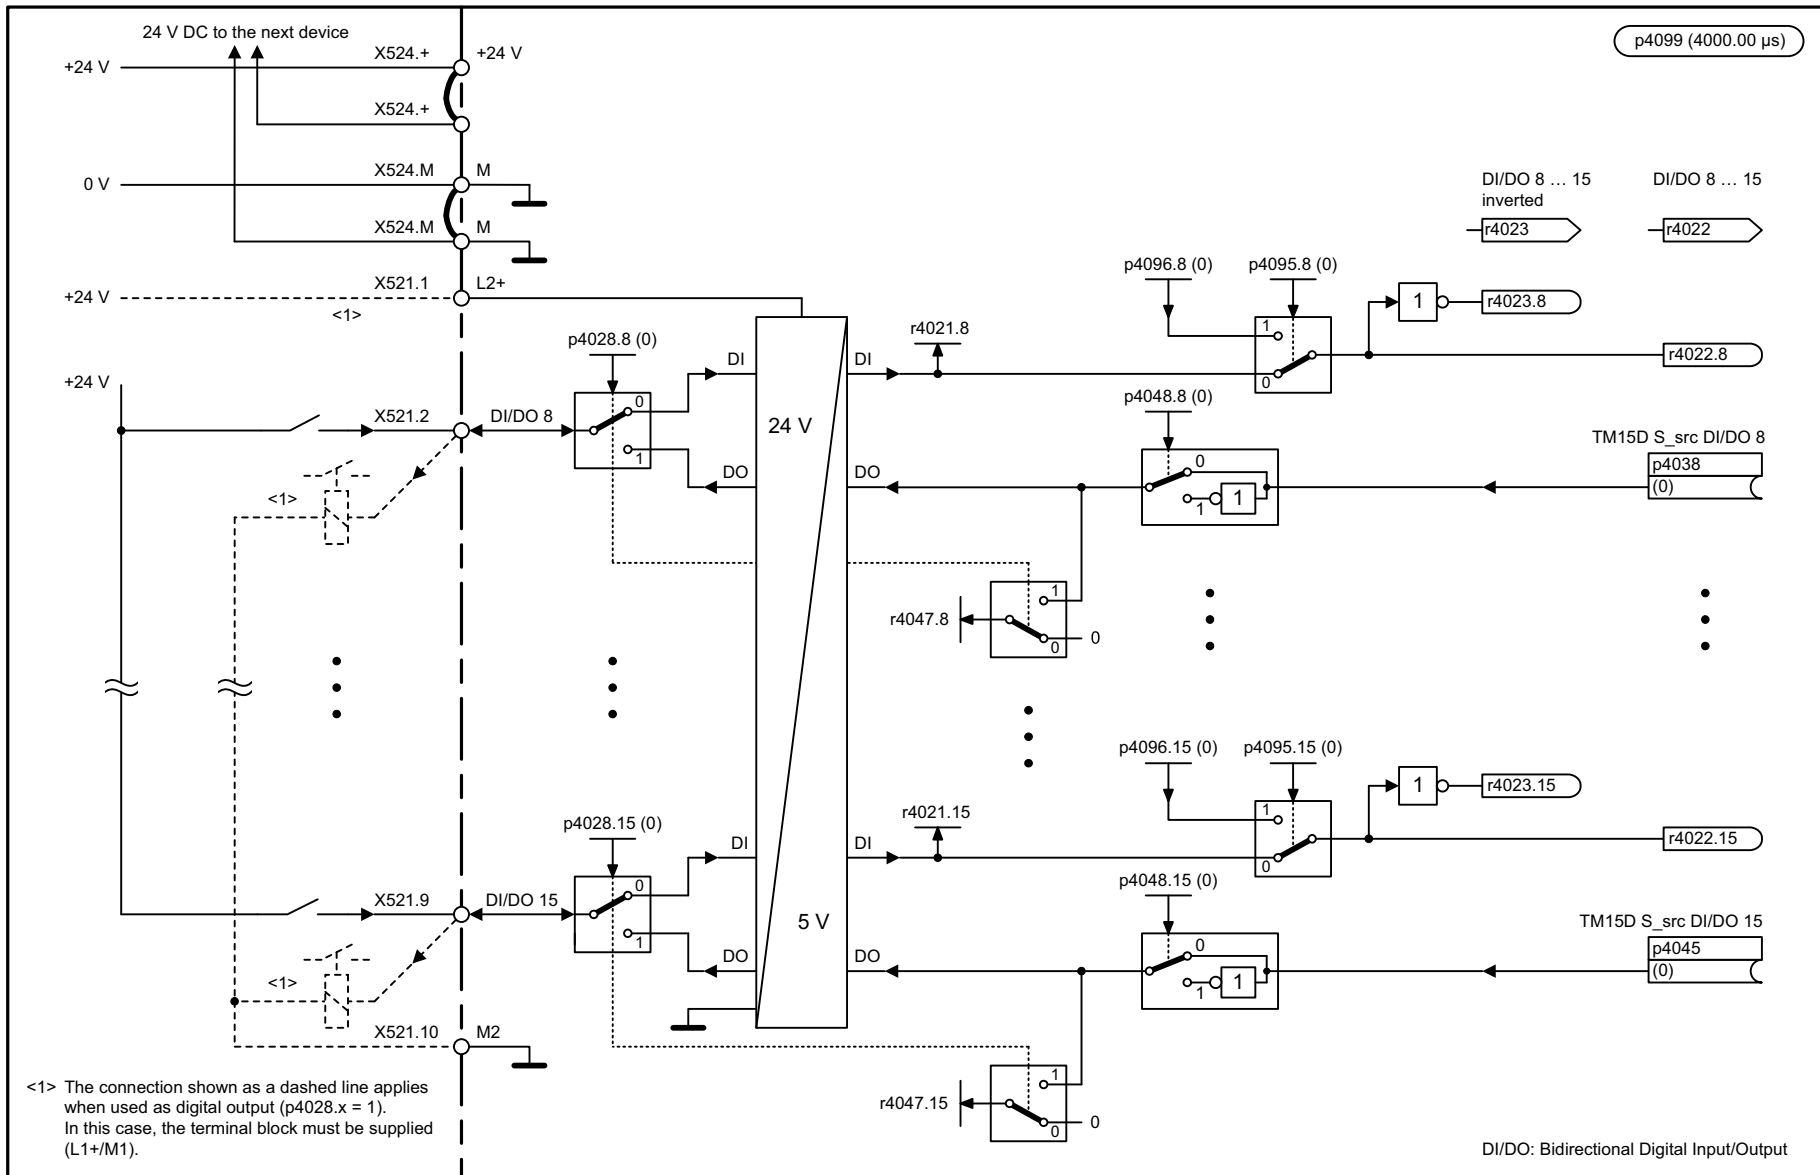 24 V DC to the next device
p4099 (4000.00 µs)
+24 V
X524.+
+24 V
X524.+
0 V
X524.M
M
X524.M
M
DI/DO 8 … 15
inverted
DI/DO 8 … 15
r4023
r4022
+24 V
X521.1
L2+
<1>
p4096.8 (0)
p4095.8 (0)
1
r4023.8
p4028.8 (0)
r4021.8
1
0
r4022.8
+24 V
DI
DI
X521.2
DI/DO 8
0
1
24 V
p4048.8 (0)
TM15D S_src DI/DO 8
p4038
(0)
DO
DO
0
1
1
<1>
r4047.8
1
0
0
p4096.15 (0)
p4095.15 (0)
1
r4023.15
p4028.15 (0)
r4021.15
1
0
r4022.15
DI
DI
X521.9
DI/DO 15
0
1
5 V
p4048.15 (0)
TM15D S_src DI/DO 15
p4045
(0)
DO
DO
0
1
1
<1>
X521.10
M2
r4047.15
1
0
0
<1> The connection shown as a dashed line applies
when used as digital output (p4028.x = 1).
In this case, the terminal block must be supplied
(L1+/M1).
DI/DO: Bidirectional Digital Input/Output